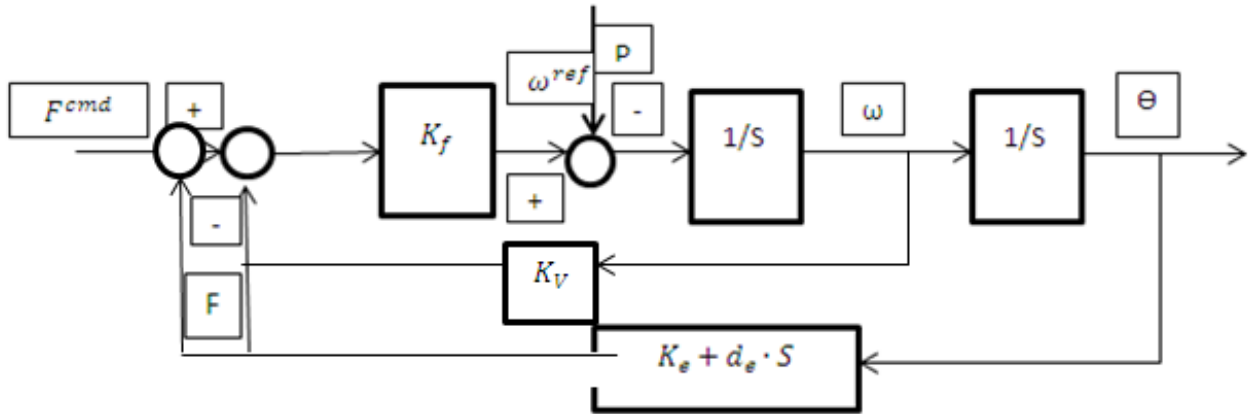 F^{cmd}
+
K_f
ω^{ref}
p
-
1/S
ω
1/S
Θ
+
-
F
K_V
K_e + d_e · S